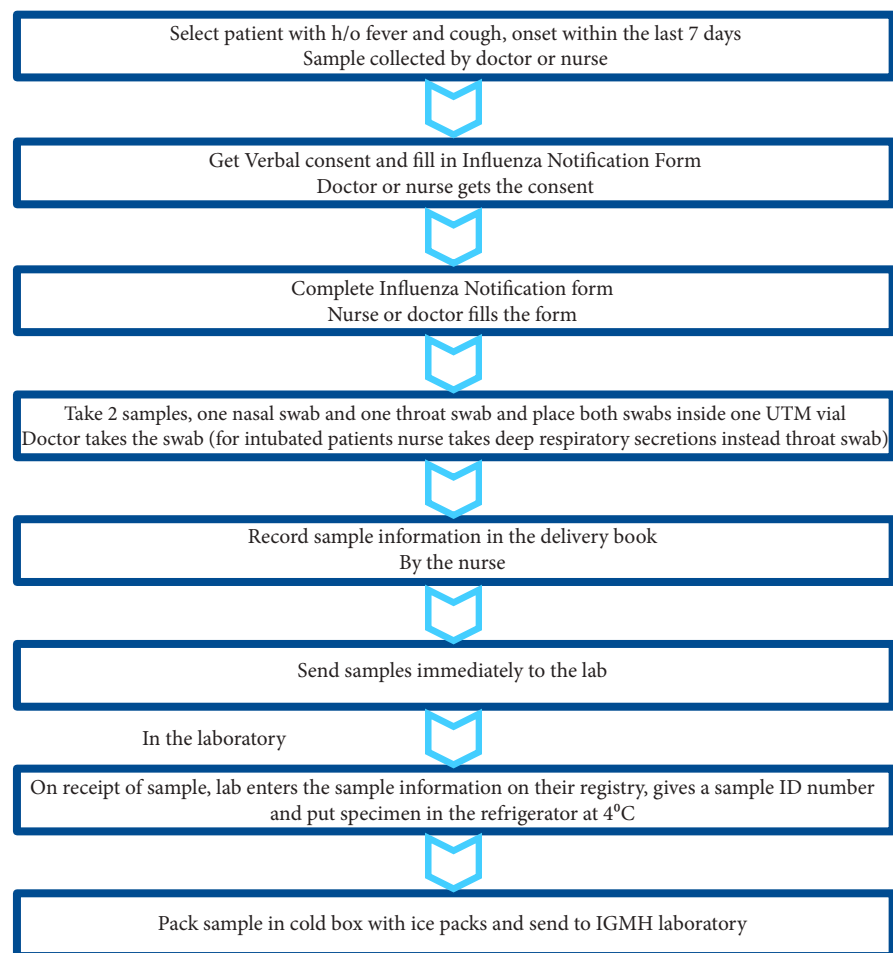 Select patient with h/o fever and cough, onset within the last 7 days
Sample collected by doctor or nurse
Get Verbal consent and fill in Influenza Notification Form
Doctor or nurse gets the consent
Complete Influenza Notification form
Nurse or doctor fills the form
Take 2 samples, one nasal swab and one throat swab and place both swabs inside one UTM vial
Doctor takes the swab (for intubated patients nurse takes deep respiratory secretions instead throat swab)
Record sample information in the delivery book
By the nurse
Send samples immediately to the lab
In the laboratory
On receipt of sample, lab enters the sample information on their registry, gives a sample ID number
and put specimen in the refrigerator at 4⁰C
Pack sample in cold box with ice packs and send to IGMH laboratory